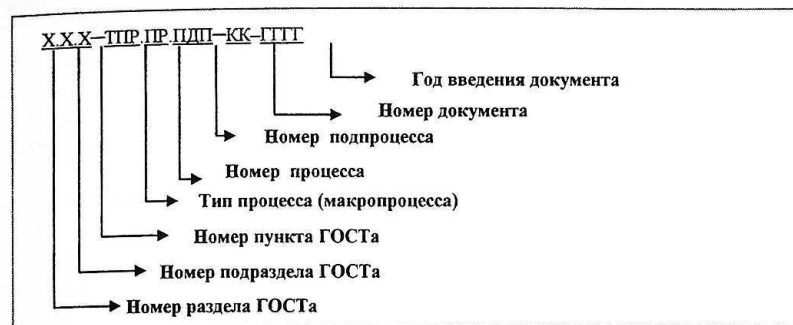 Х.Х.Х–ТПР.ПР.ПДП–КК–ГГГГ
Год введения документа
Номер документа
Номер подпроцесса
Номер процесса
Тип процесса (макропроцесса)
Номер пункта ГОСТа
Номер подраздела ГОСТа
Номер раздела ГОСТа